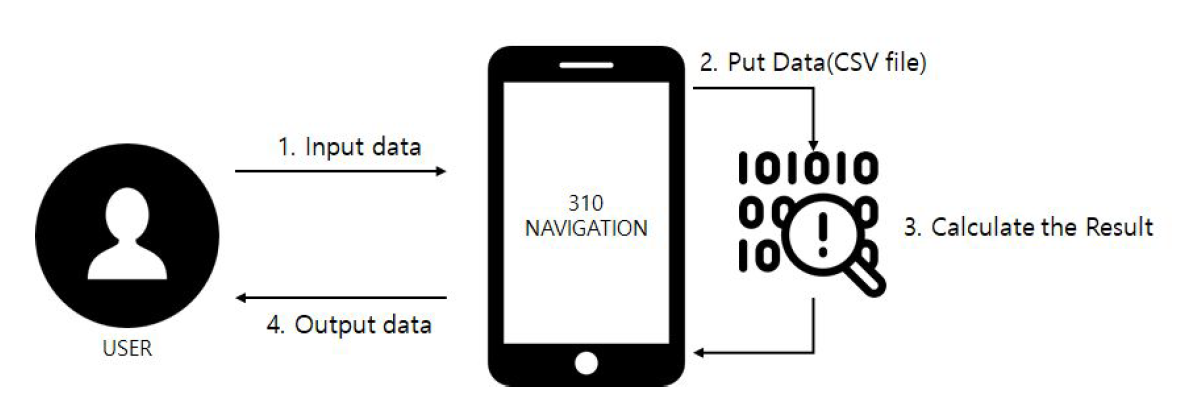 2. Put Data(CSV file)
1. Input data
310
NAVIGATION
3. Calculate the Result
4. Output data
USER
101010
00 0
10